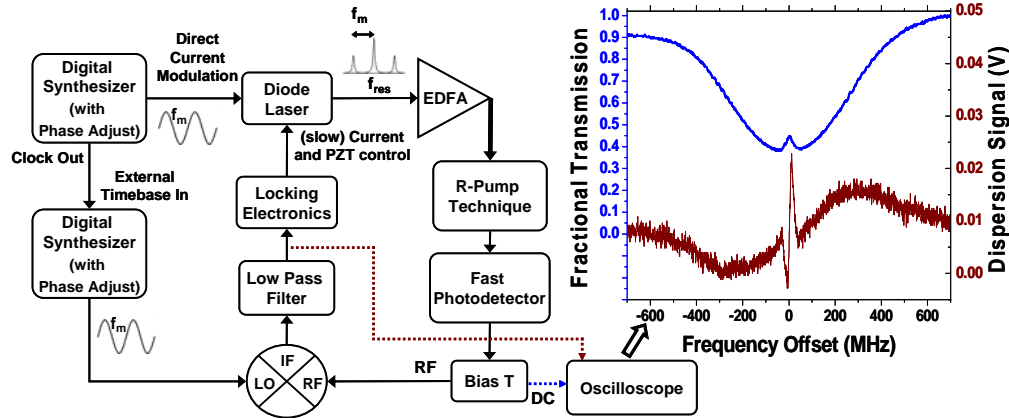 Digital
Synthesizer
(with
Phase Adjust)
Direct
Current
Modulation
fm
Diode
Laser
fm
fres
EDFA
Clock Out
External
Timebase In
(slow) Current
and PZT control
Digital
Synthesizer
(with
Phase Adjust)
Locking
Electronics
R-Pump
Technique
Low Pass
Filter
Fast
Photodetector
fm
IF
LO
RF
RF
Bias T
DC
Oscilloscope
Fractional Transmission
1.0
0.9
0.8
0.7
0.6
0.5
0.4
0.3
0.2
0.1
0.0
0.05
0.04
0.03
0.02
0.01
0.00
Dispersion Signal (V)
-600 -400 -200 0 200 400 600
Frequency Offset (MHz)